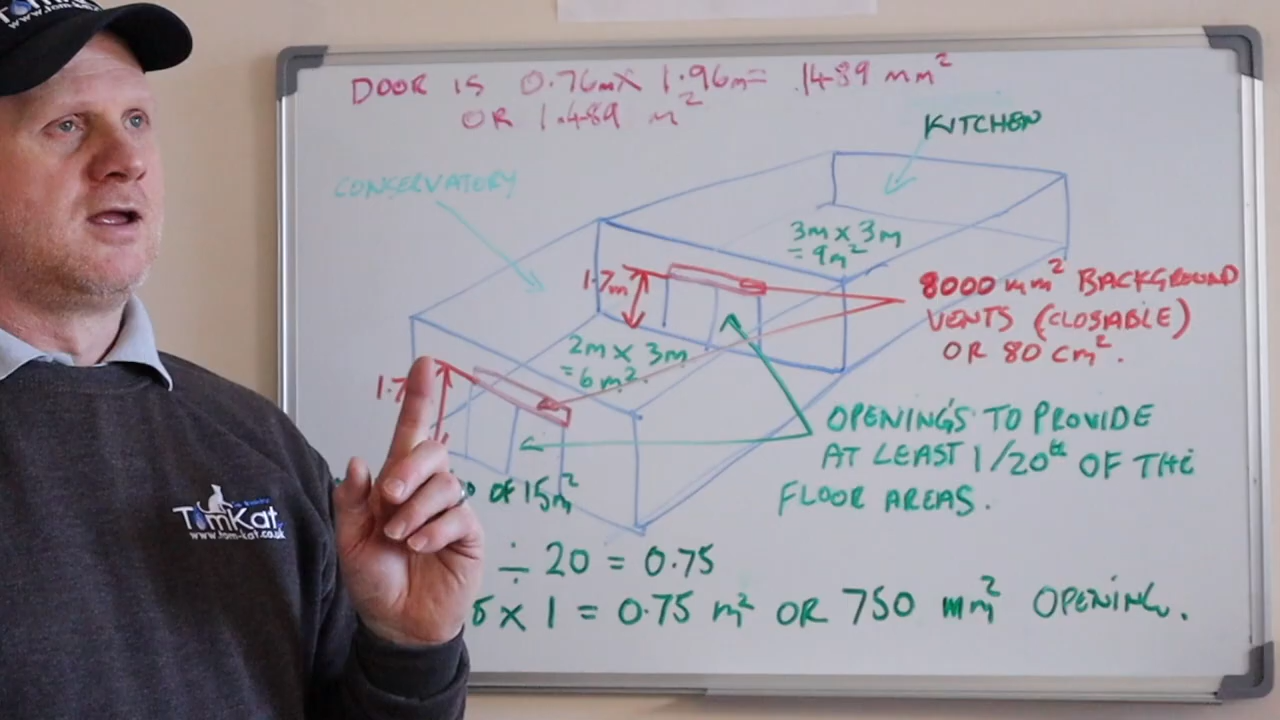 DOOR IS 0.76m x 1.96m = .1489 mm²
OR 1.489 m²
KITCHEN
CONSERVATORY
3m x 3m
= 9m²
1.7m
8000 mm² BACKGROUND
VENTS (CLOSIABLE)
OR 80 cm².
2m x 3m
= 6m².
1.7
OPENINGS TO PROVIDE
AT LEAST 1/20th OF THE
FLOOR AREAS.
OF 15m²
÷ 20 = 0.75
5 x 1 = 0.75 m² OR 750 mm² OPENING.
TomKat
www.tom-kat.co.uk